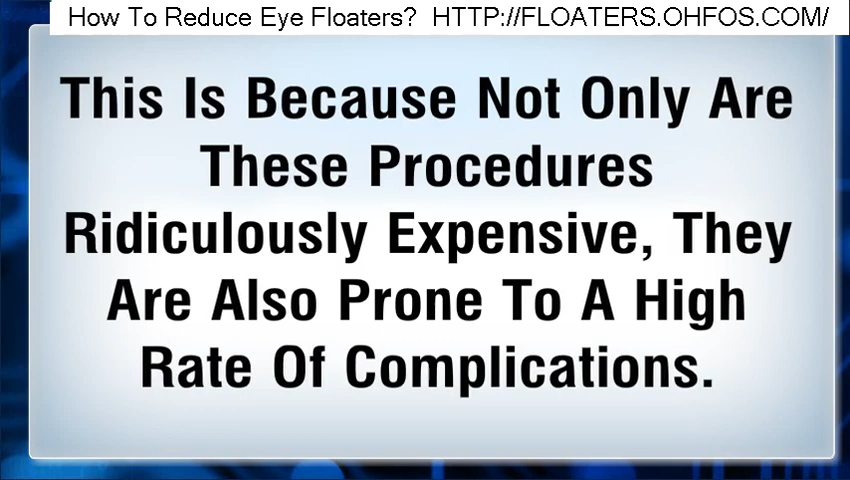 How To Reduce Eye Floaters?  HTTP://FLOATERS.OHFOS.COM/
This Is Because Not Only Are
These Procedures
Ridiculously Expensive, They
Are Also Prone To A High
Rate Of Complications.